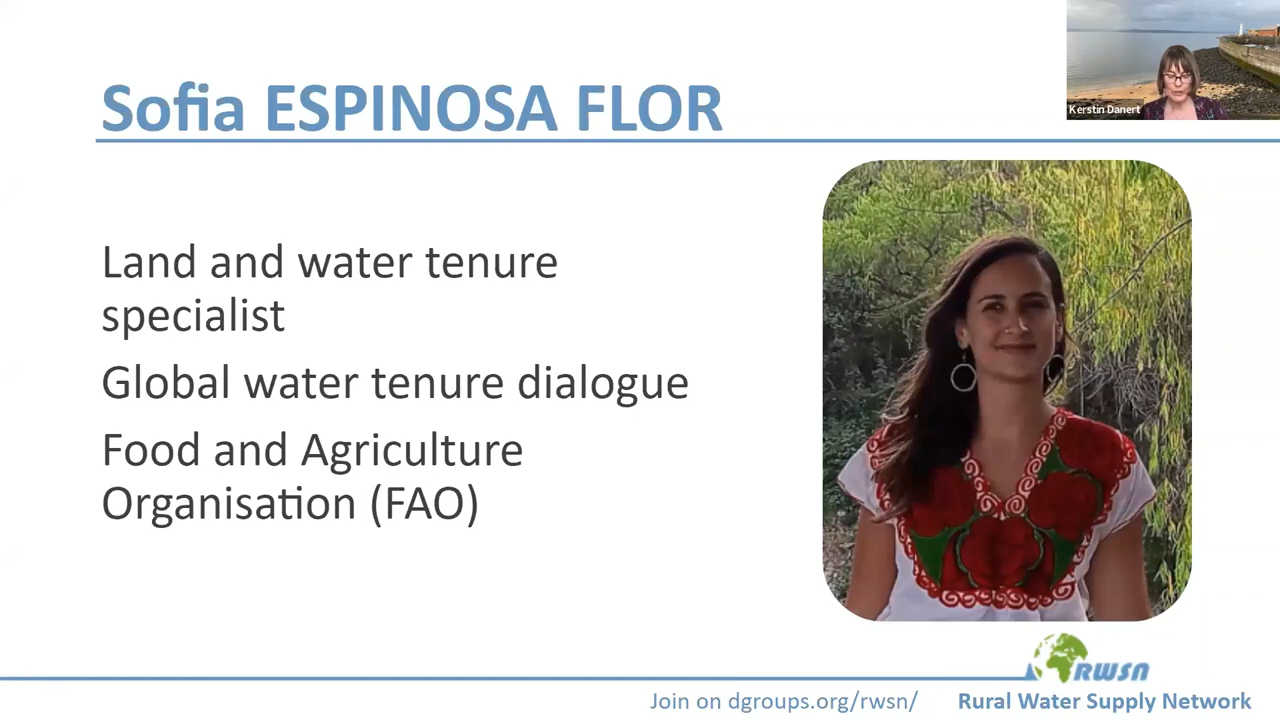 Sofia ESPINOSA FLOR
Kerstin Danert
Land and water tenure
specialist
Global water tenure dialogue
Food and Agriculture
Organisation (FAO)
RWSN
Join on dgroups.org/rwsn/
Rural Water Supply Network